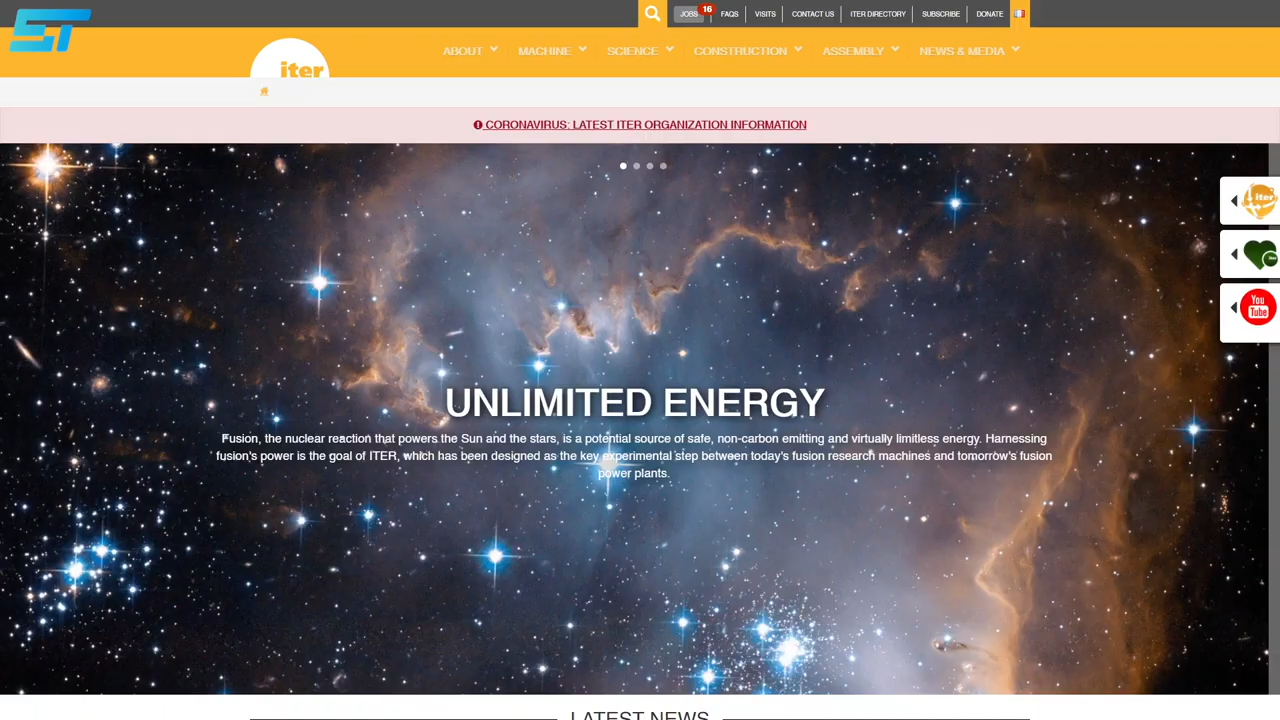 ST
JOBS 16 FAQS VISITS CONTACT US ITER DIRECTORY SUBSCRIBE DONATE
iter
ABOUT MACHINE SCIENCE CONSTRUCTION ASSEMBLY NEWS & MEDIA
CORONAVIRUS: LATEST ITER ORGANIZATION INFORMATION
iter
You
Tube
UNLIMITED ENERGY
Fusion, the nuclear reaction that powers the Sun and the stars, is a potential source of safe, non-carbon emitting and virtually limitless energy. Harnessing
fusion's power is the goal of ITER, which has been designed as the key experimental step between today's fusion research machines and tomorrow's fusion
power plants.
LATEST NEWS